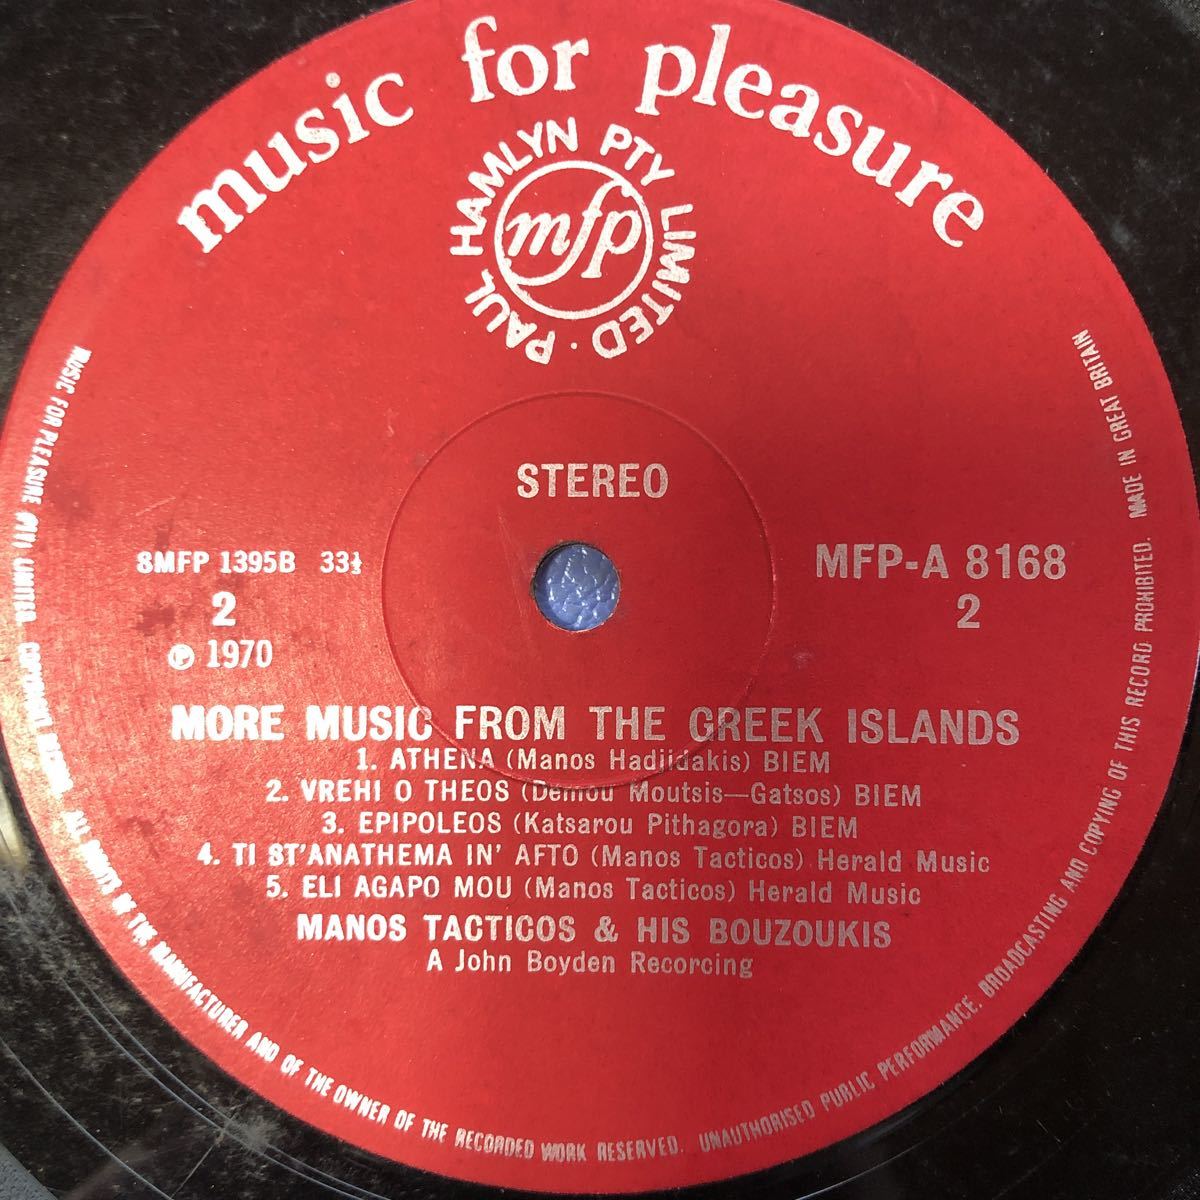 music for pleasure
PAUL HAMLYN PTY LIMITED ·
mfp
STEREO
8MFP 1395B 33⅓
2
℗ 1970
MFP-A 8168
2
MORE MUSIC FROM THE GREEK ISLANDS
1. ATHENA (Manos Hadjidakis) BIEM
2. VREHI O THEOS (Demou Moutsis—Gatsos) BIEM
3. EPIPOLEOS (Katsarou Pithagora) BIEM
4. TI ST'ANATHEMA IN' AFTO (Manos Tacticos) Herald Music
5. ELI AGAPO MOU (Manos Tacticos) Herald Music
MANOS TACTICOS & HIS BOUZOUKIS
A John Boyden Recorcing
MUSIC FOR PLEASURE (PTY) LIMITED. COPYRIGHT ALL RIGHTS OF THE MANUFACTURER AND OF THE OWNER OF THE RECORDED WORK RESERVED. UNAUTHORISED PUBLIC PERFORMANCE, BROADCASTING AND COPYING OF THIS RECORD PROHIBITED. MADE IN GREAT BRITAIN